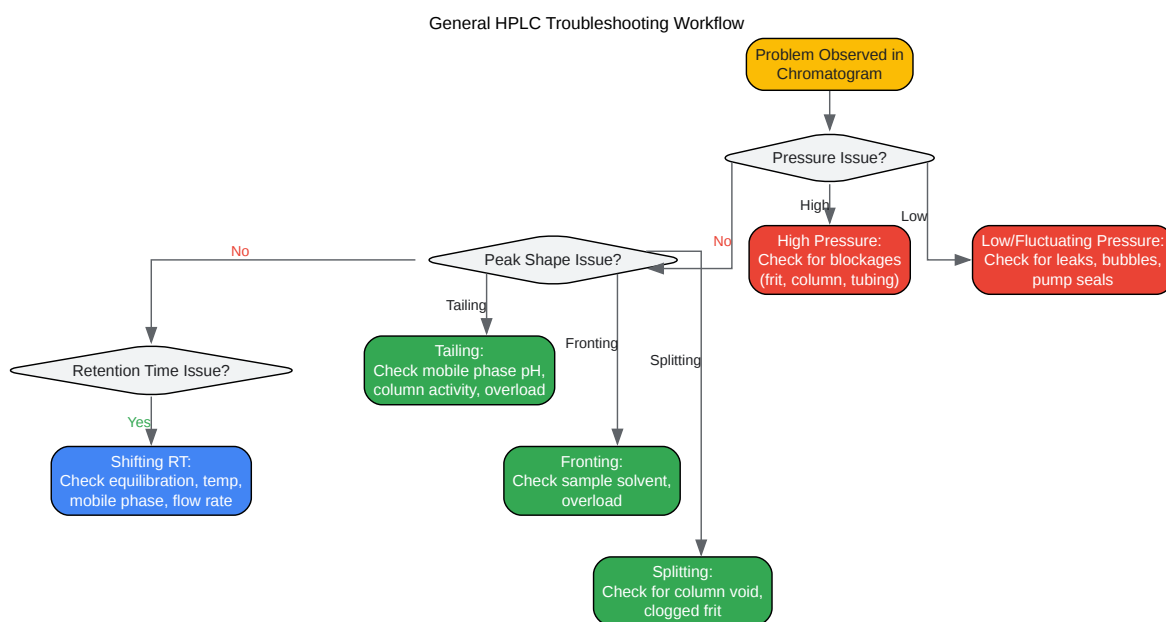 General HPLC Troubleshooting Workflow
Problem Observed in
Chromatogram
Pressure Issue?
High
Low
No
High Pressure:
Check for blockages
(frit, column, tubing)
Low/Fluctuating Pressure:
Check for leaks, bubbles,
pump seals
Peak Shape Issue?
No
Tailing
Fronting
Splitting
Tailing:
Check mobile phase pH,
column activity, overload
Retention Time Issue?
Yes
Shifting RT:
Check equilibration, temp,
mobile phase, flow rate
Fronting:
Check sample solvent,
overload
Splitting:
Check for column void,
clogged frit